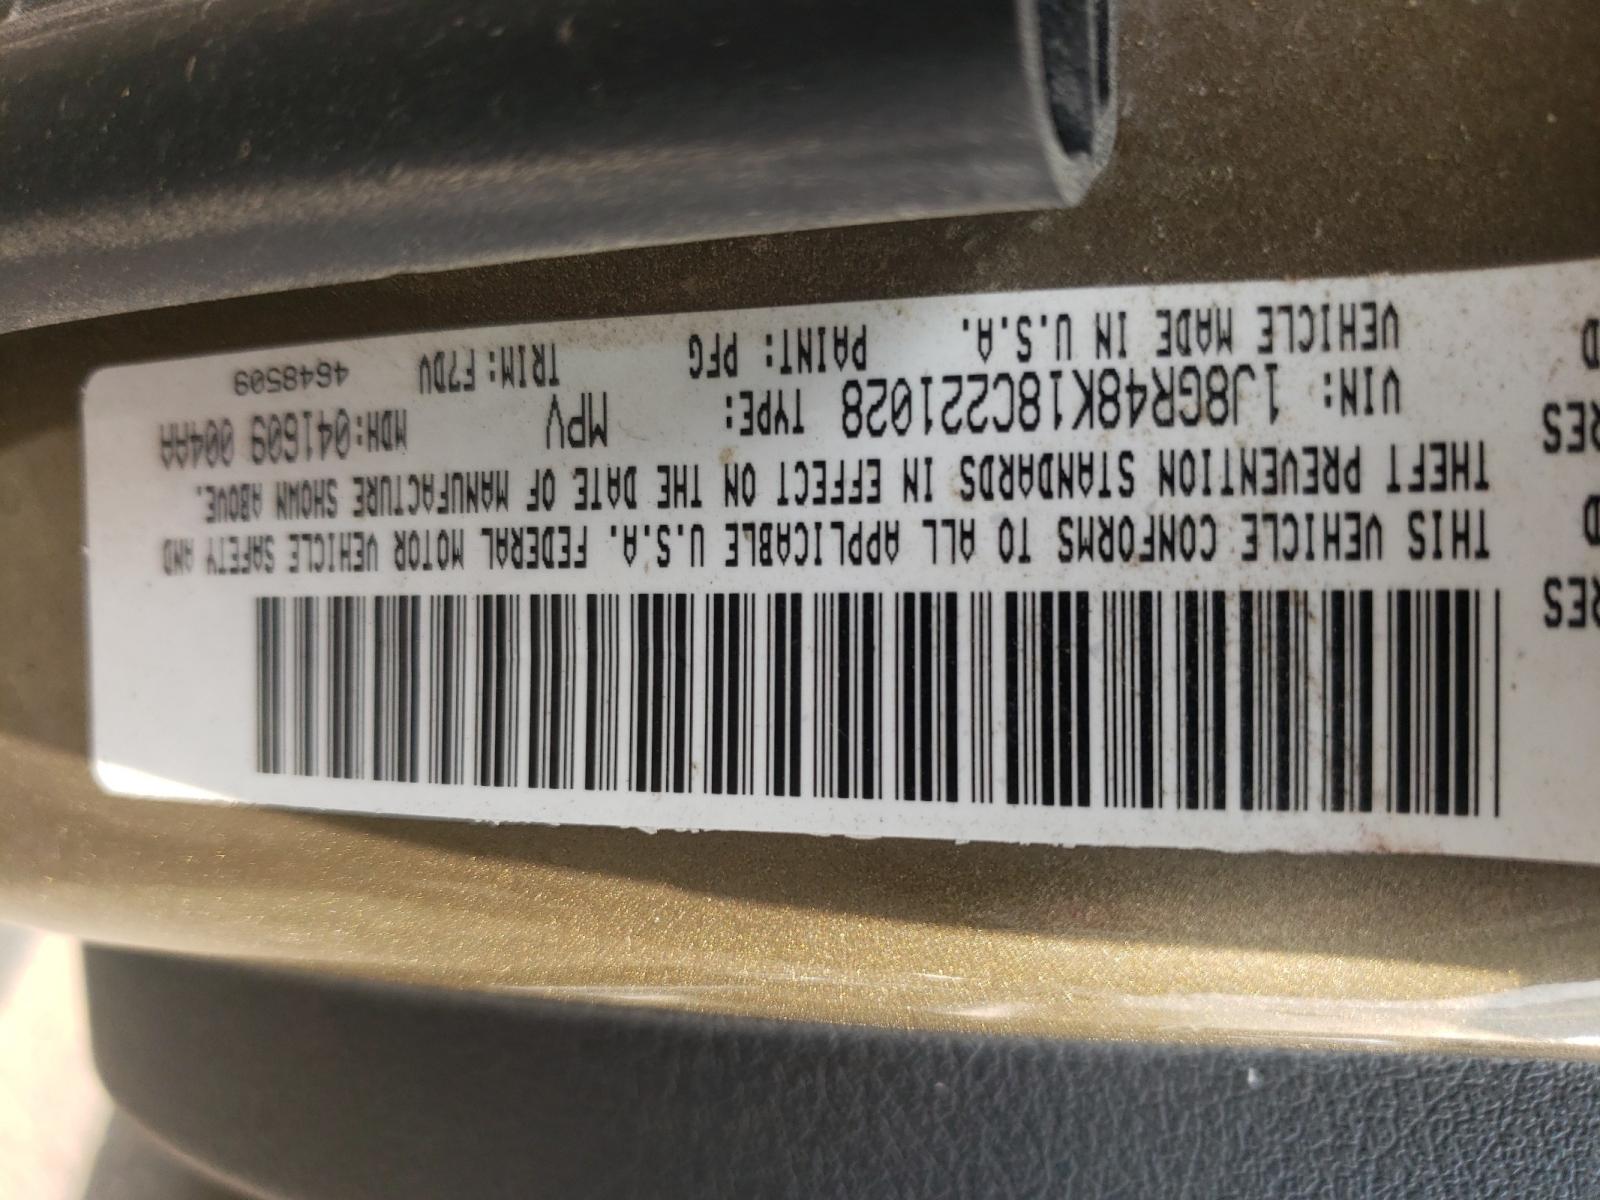 THIS VEHICLE CONFORMS TO ALL APPLICABLE U.S.A. FEDERAL MOTOR VEHICLE SAFETY AND
THEFT PREVENTION STANDARDS IN EFFECT ON THE DATE OF MANUFACTURE SHOWN ABOVE.
VIN: 1J8GR48K18C221028 TYPE: MPV MDH:041609 004AA
VEHICLE MADE IN U.S.A. PAINT: PFG TRIM:F7DV 4648509